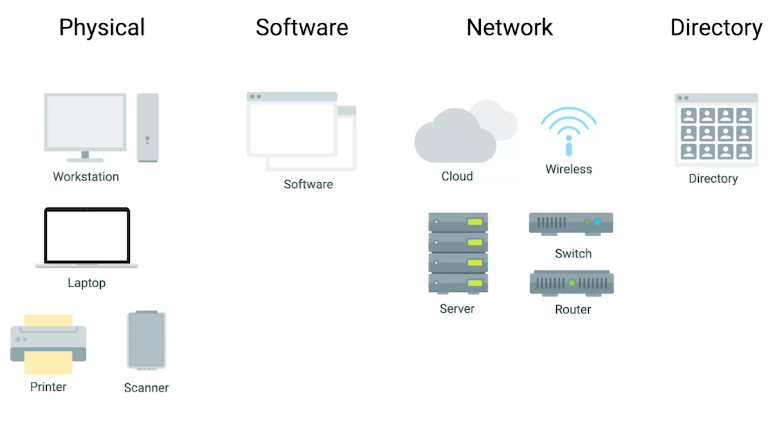 Physical
Software
Network
Directory
Workstation
Software
Cloud
Wireless
Directory
Laptop
Server
Switch
Router
Printer
Scanner